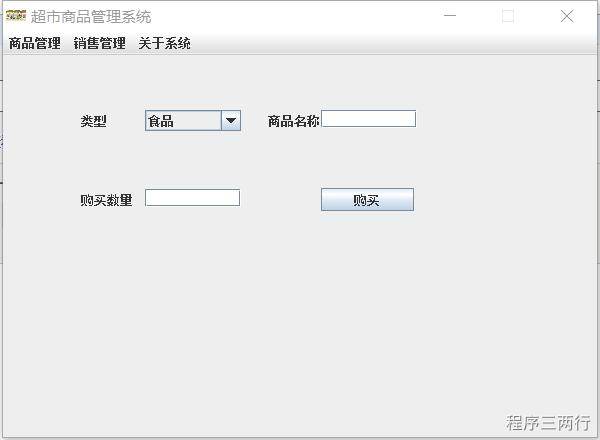 超市商品管理系统
商品管理 销售管理 关于系统
类型 食品 商品名称
购买数量 购买
程序三两行